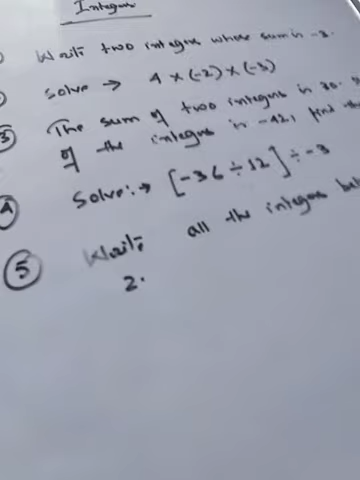 Integers
Write two integers whose sum is -3.
Solve → 4 × (-2) × (-3)
③ The sum of two integers is 30.
of the integers is -42, find
④ Solve:→ [-36 ÷ 12] ÷ -3
⑤ Write all the integers
2.